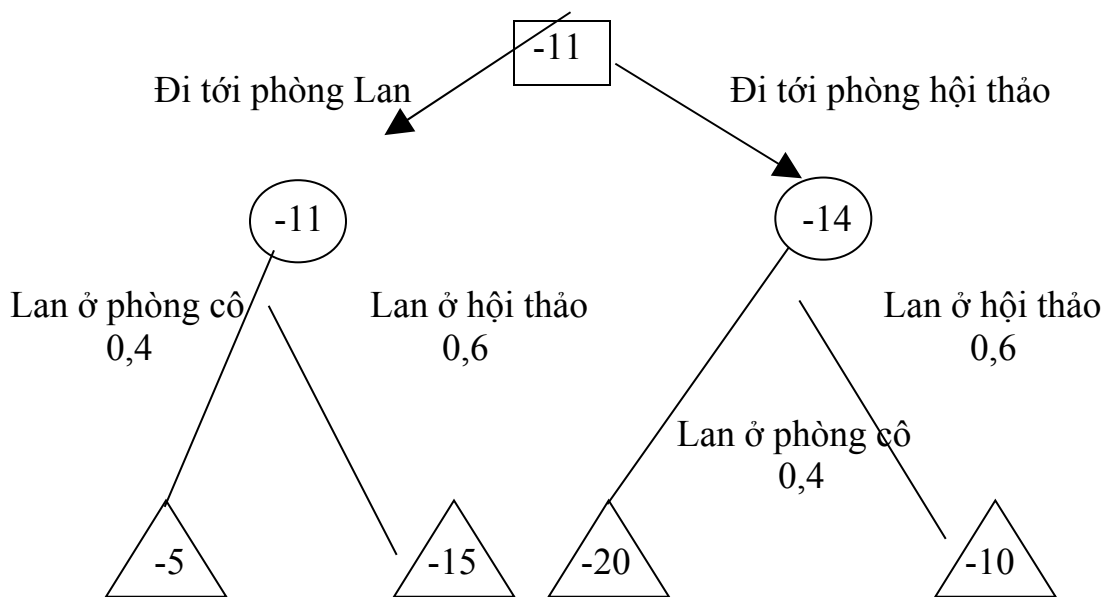 -11
Đi tới phòng Lan
Đi tới phòng hội thảo
-11
-14
Lan ở phòng cô
0,4
Lan ở hội thảo
0,6
Lan ở hội thảo
0,6
Lan ở phòng cô
0,4
-5
-15
-20
-10